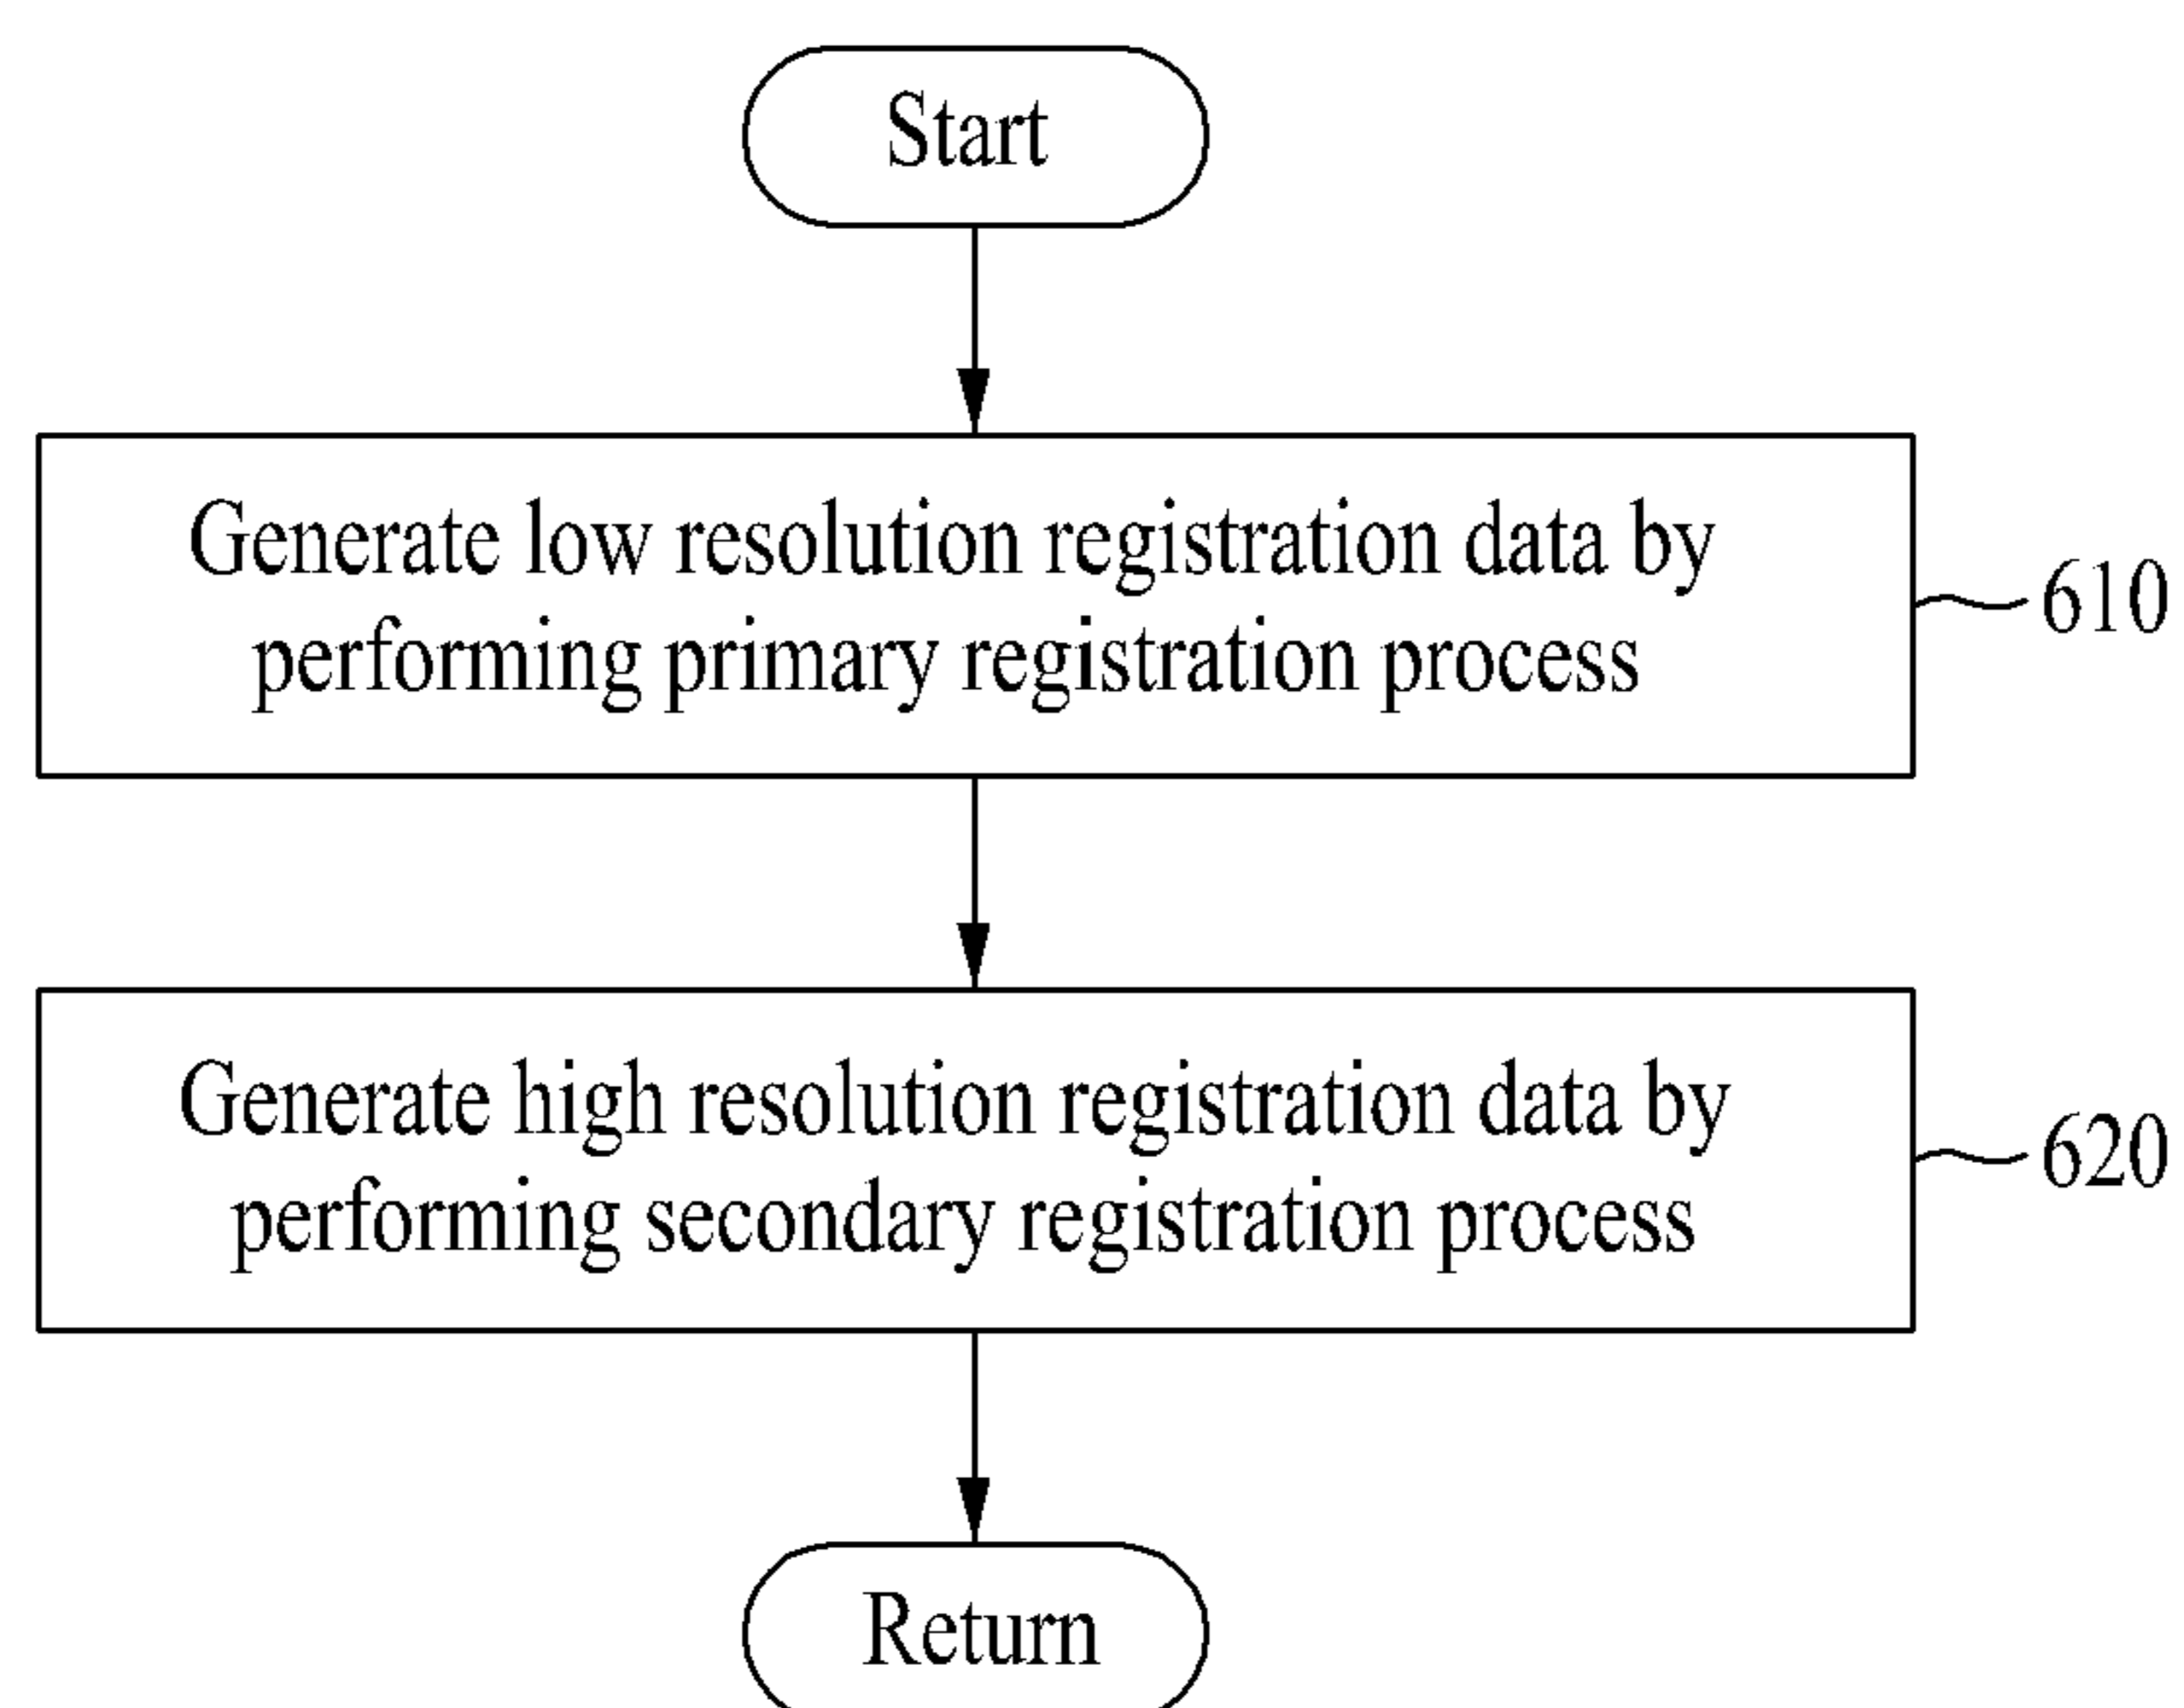 Start
Generate low resolution registration data by
performing primary registration process
610
Generate high resolution registration data by
performing secondary registration process
620
Return